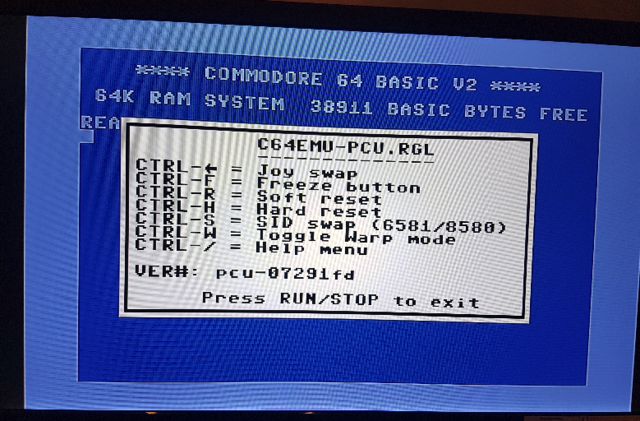 **** COMMODORE 64 BASIC V2 ****
64K RAM SYSTEM 38911 BASIC BYTES FREE
REA
C64EMU-PCU.RGL
CTRL-← = Joy swap
CTRL-F = Freeze button
CTRL-R = Soft reset
CTRL-H = Hard reset
CTRL-S = SID swap (6581/8580)
CTRL-W = Toggle Warp mode
CTRL-/ = Help menu
VER#: pcu-07291fd
Press RUN/STOP to exit